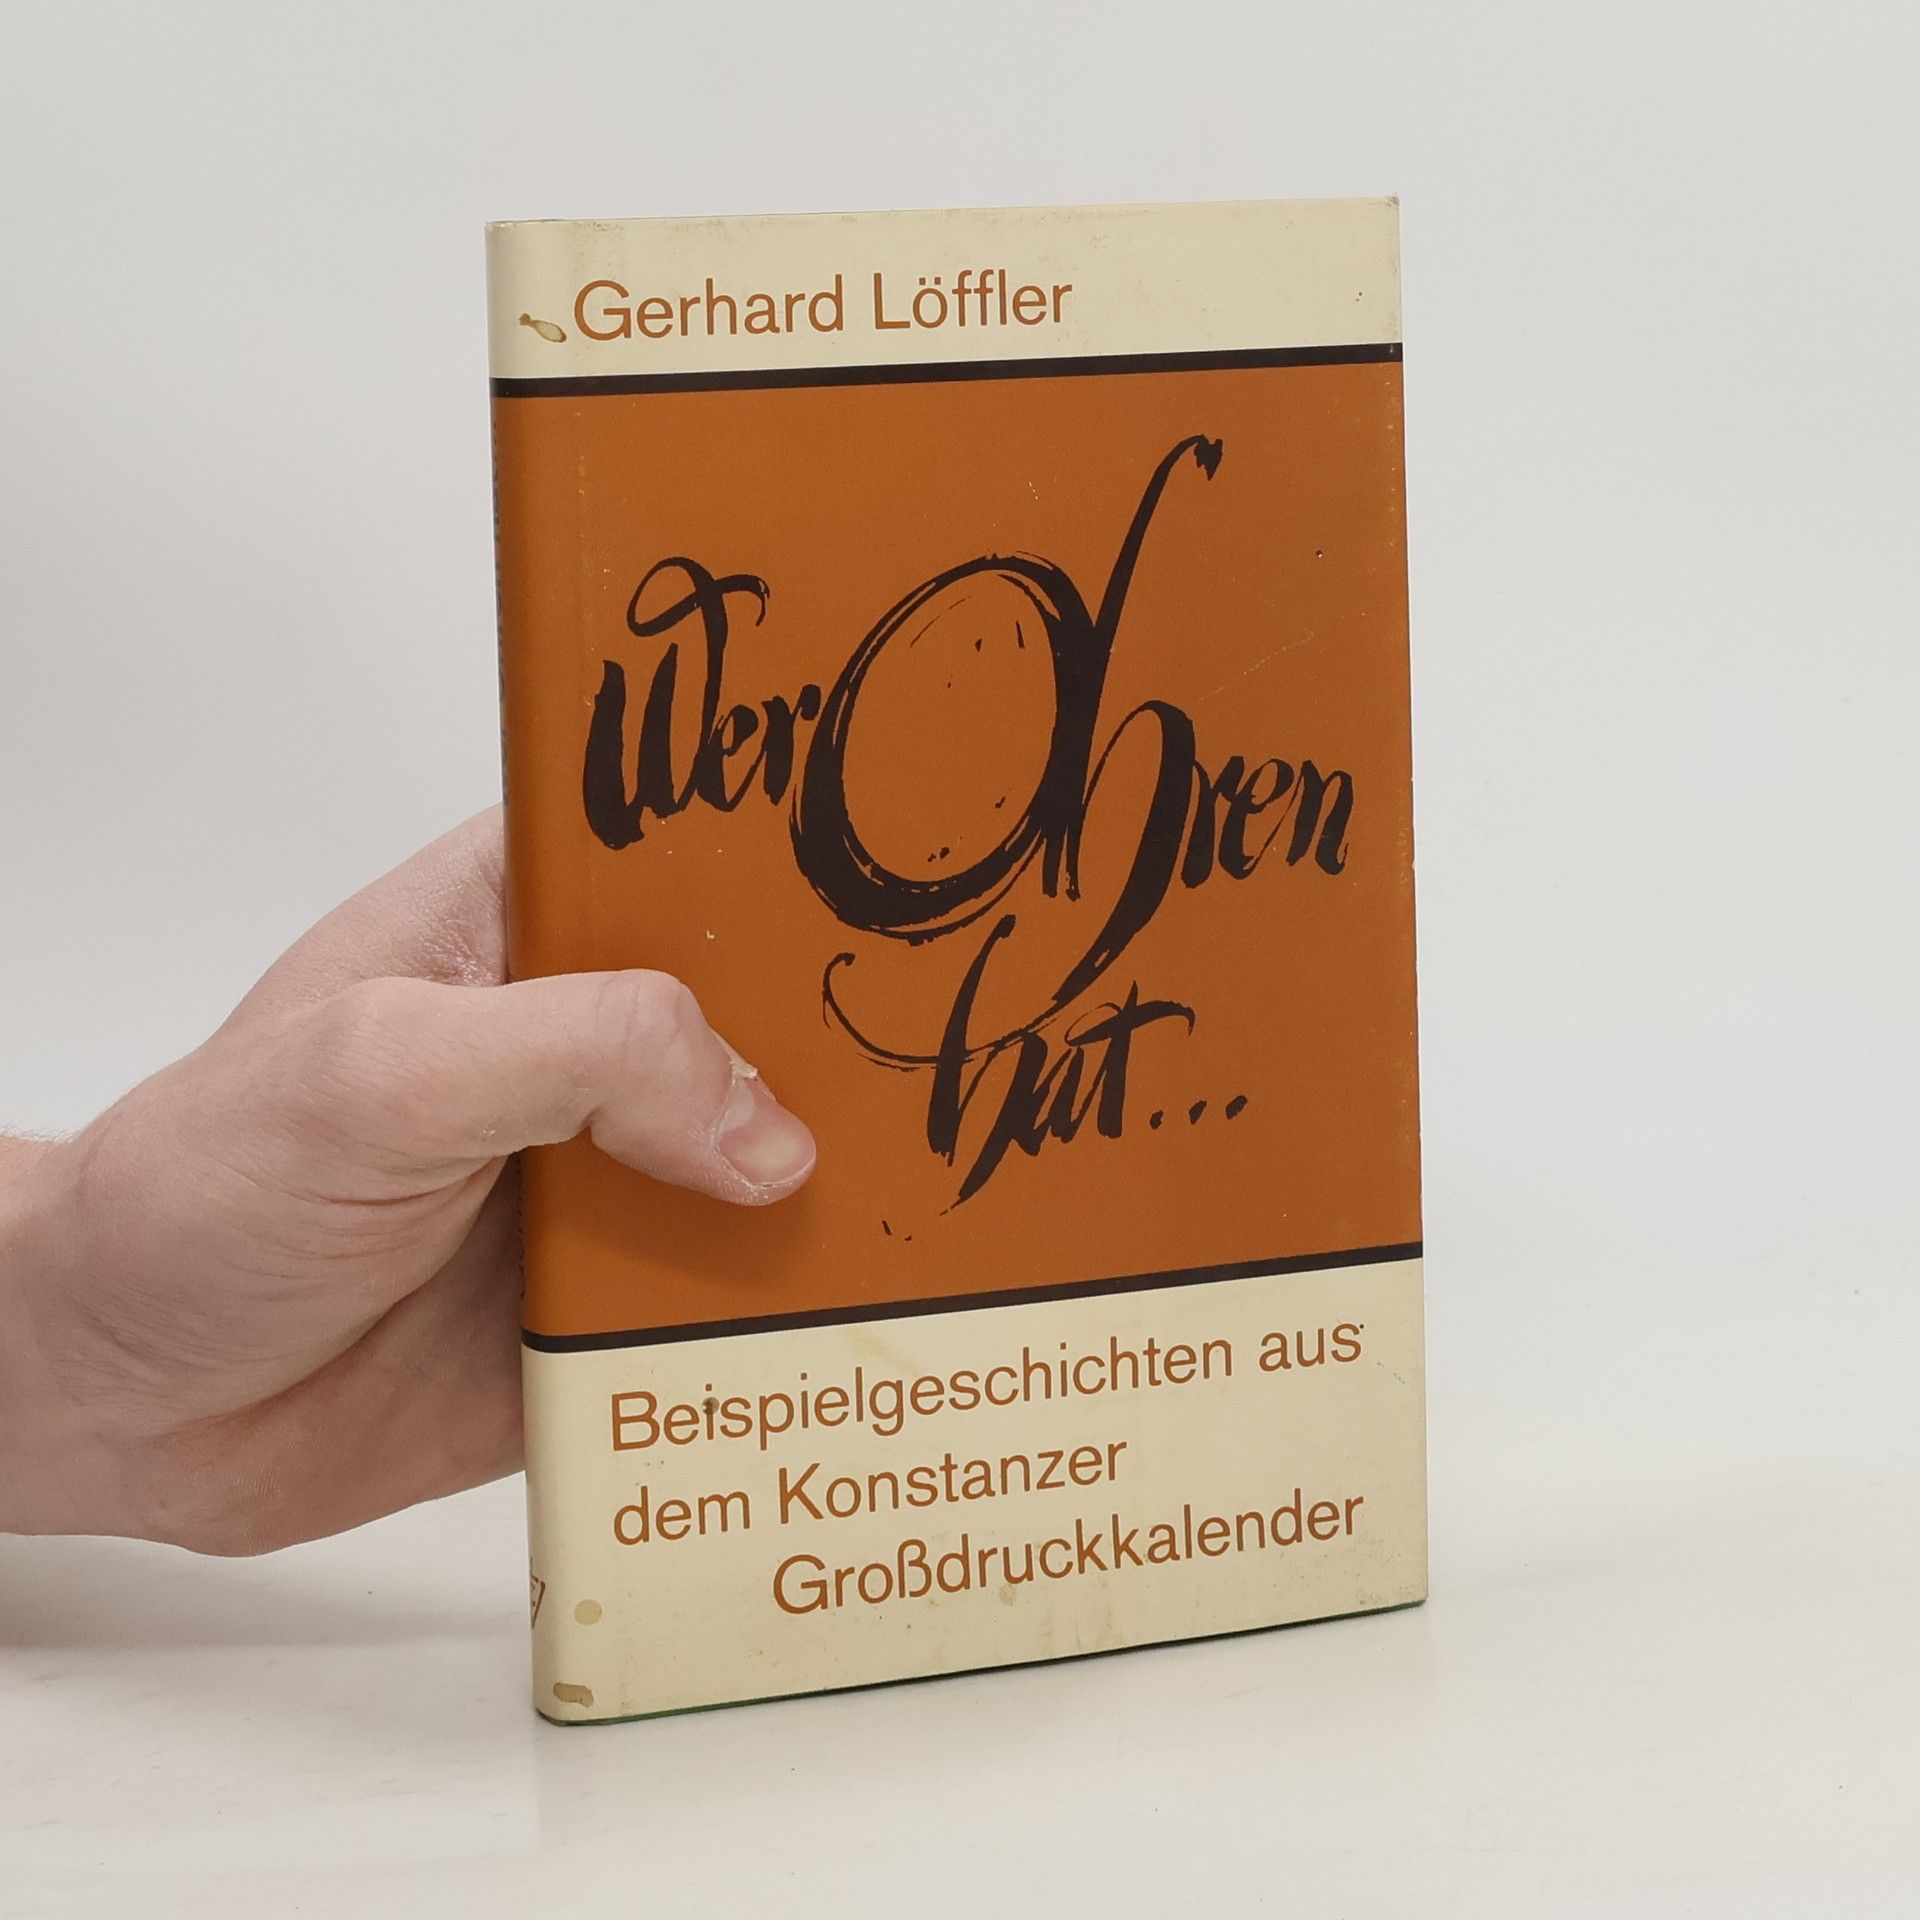 Gerhard Löffler
Wer Ohren
hat...
Beispielgeschichten aus
dem Konstanzer
Großdruckkalender